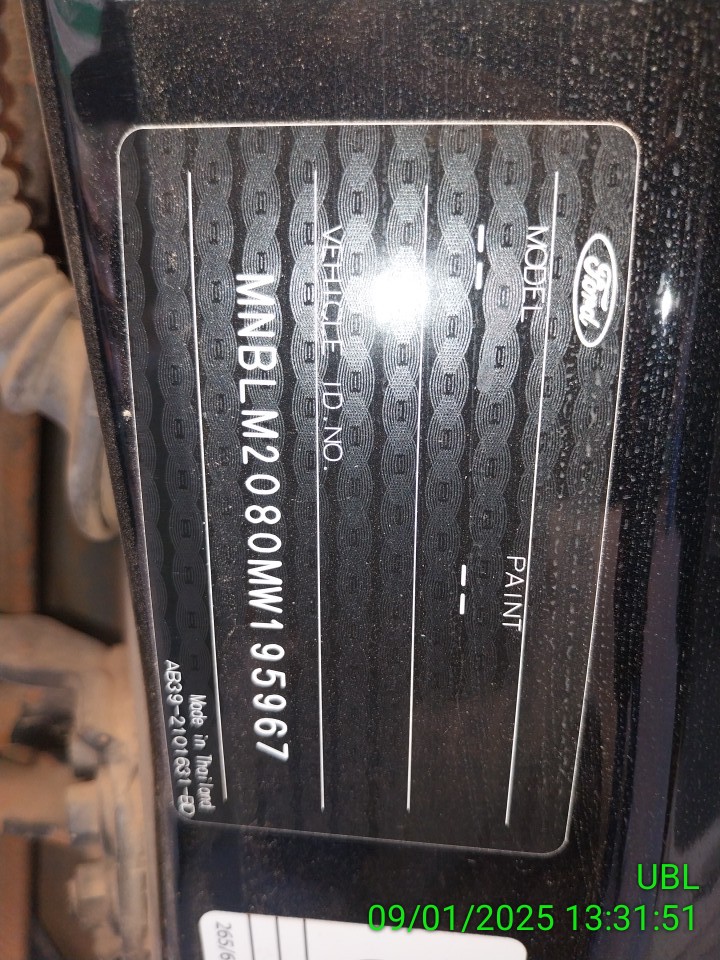 Ford
MODEL PAINT
-- --
VEHICLE ID.NO.
MNBLM2080MW195967
Made in Thailand
AB39-2101631-BD
UBL
09/01/2025 13:31:51